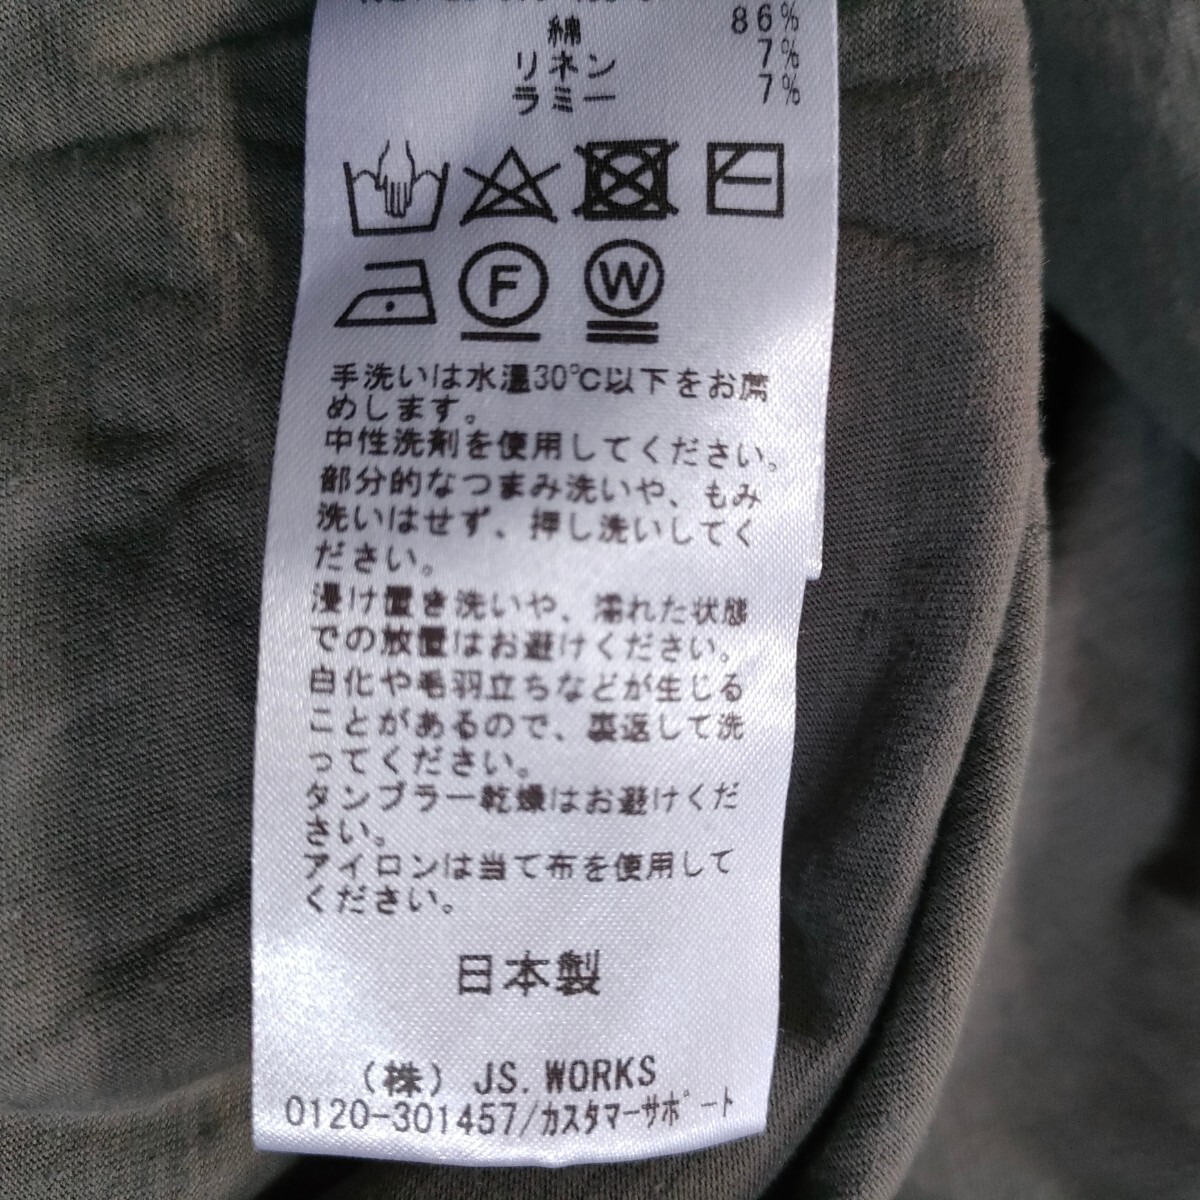 綿 86%
リネン 7%
ラミー 7%
F W
手洗いは水温30℃以下をお薦
めします。
中性洗剤を使用してください。
部分的なつまみ洗いや、もみ
洗いはせず、押し洗いしてく
ださい。
浸け置き洗いや、濡れた状態
での放置はお避けください。
白化や毛羽立ちなどが生じる
ことがあるので、裏返して洗
ってください。
タンブラー乾燥はお避けくだ
さい。
アイロンは当て布を使用して
ください。
日本製
(株) JS.WORKS
0120-301457/カスタマーサポート